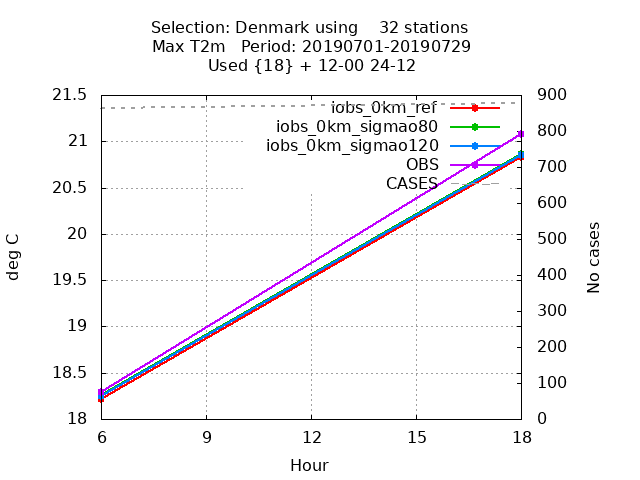 Selection: Denmark using 32 stations
Max T2m Period: 20190701-20190729
Used {18} + 12-00 24-12
21.5
21
20.5
20
19.5
19
18.5
18
deg C
900
800
700
600
500
400
300
200
100
0
No cases
iobs_0km_ref
iobs_0km_sigmao80
iobs_0km_sigmao120
OBS
CASES
6
9
12
15
18
Hour